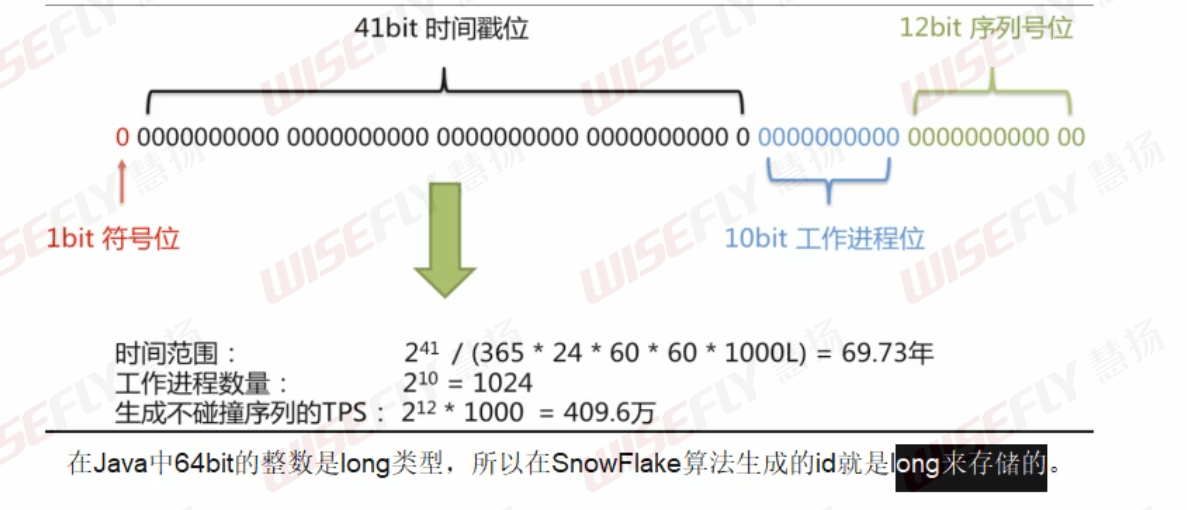 41bit 时间戳位 12bit 序列号位
0 0000000000 0000000000 0000000000 0000000000 0 0000000000 0000000000 00
1bit 符号位 10bit 工作进程位
时间范围： 2⁴¹ / (365 * 24 * 60 * 60 * 1000L) = 69.73年
工作进程数量： 2¹⁰ = 1024
生成不碰撞序列的TPS： 2¹² * 1000 = 409.6万
在Java中64bit的整数是long类型，所以在SnowFlake算法生成的id就是long来存储的。
WISEFLY 慧扬